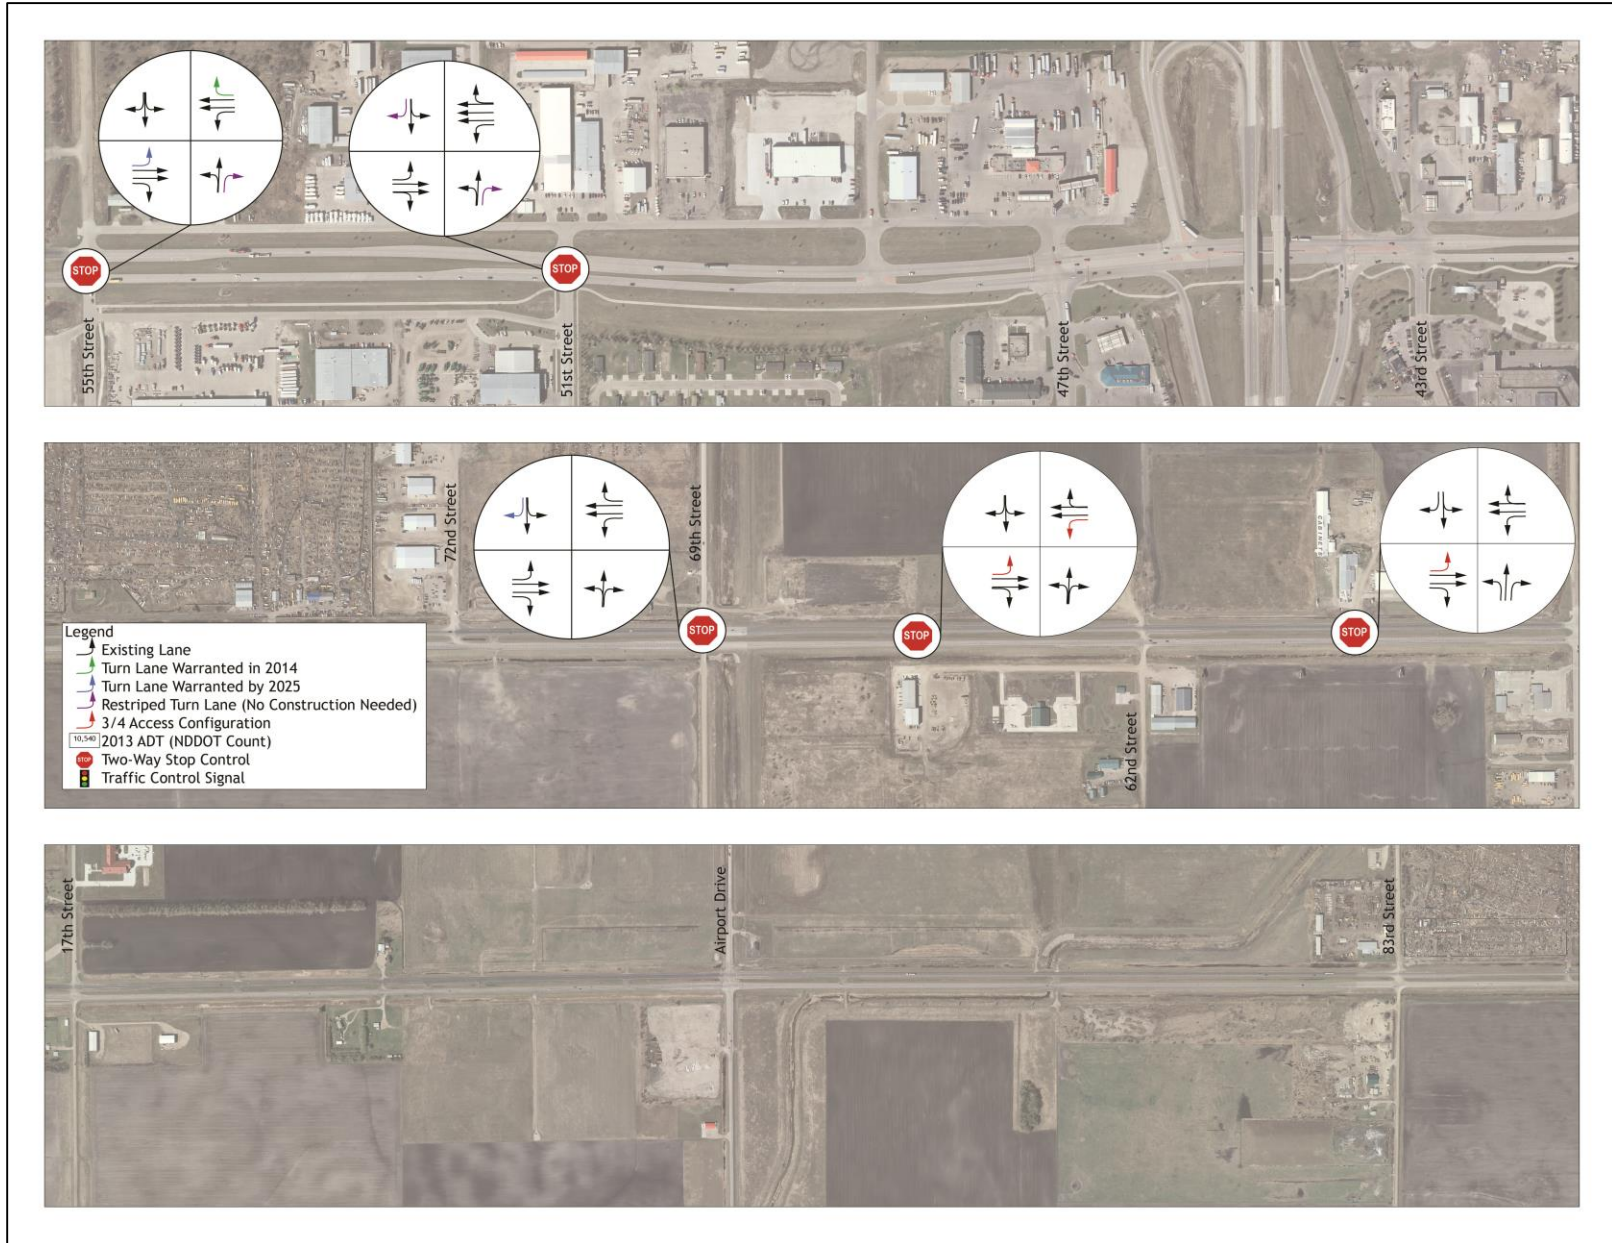 STOP
STOP
55th Street
51st Street
47th Street
43rd Street
72nd Street
69th Street
CABINETS
STOP
STOP
STOP
62nd Street
Legend
Existing Lane
Turn Lane Warranted in 2014
Turn Lane Warranted by 2025
Restriped Turn Lane (No Construction Needed)
3/4 Access Configuration
10,540 2013 ADT (NDDOT Count)
STOP Two-Way Stop Control
Traffic Control Signal
17th Street
Airport Drive
83rd Street